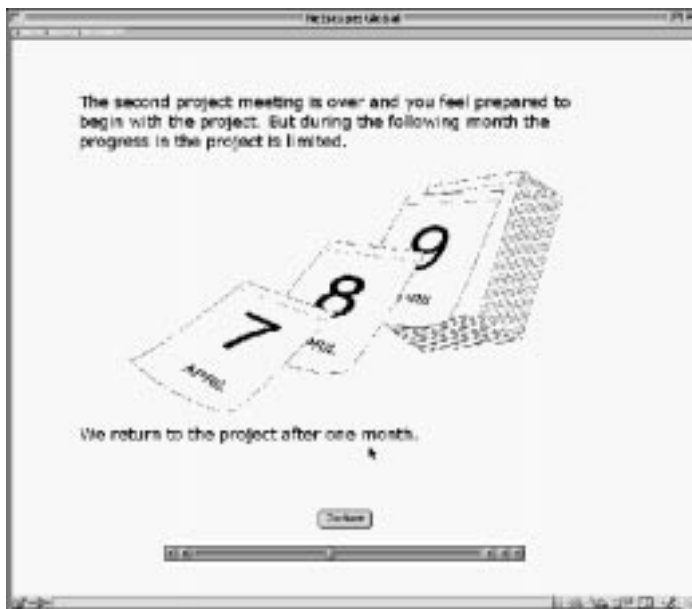 Netscape: Global
The second project meeting is over and you feel prepared to
begin with the project. But during the following month the
progress in the project is limited.
9
8
7
APRIL
We return to the project after one month.